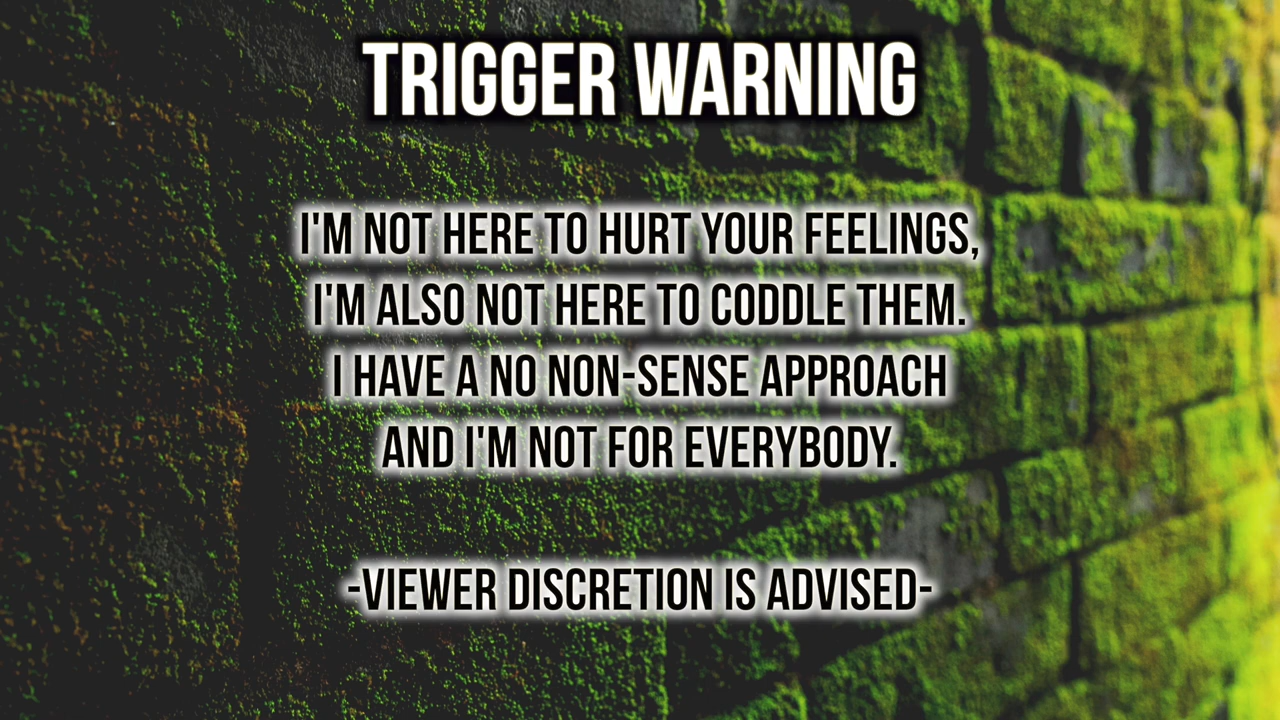 TRIGGER WARNING
I'M NOT HERE TO HURT YOUR FEELINGS,
I'M ALSO NOT HERE TO CODDLE THEM.
I HAVE A NO NON-SENSE APPROACH
AND I'M NOT FOR EVERYBODY.
-VIEWER DISCRETION IS ADVISED-